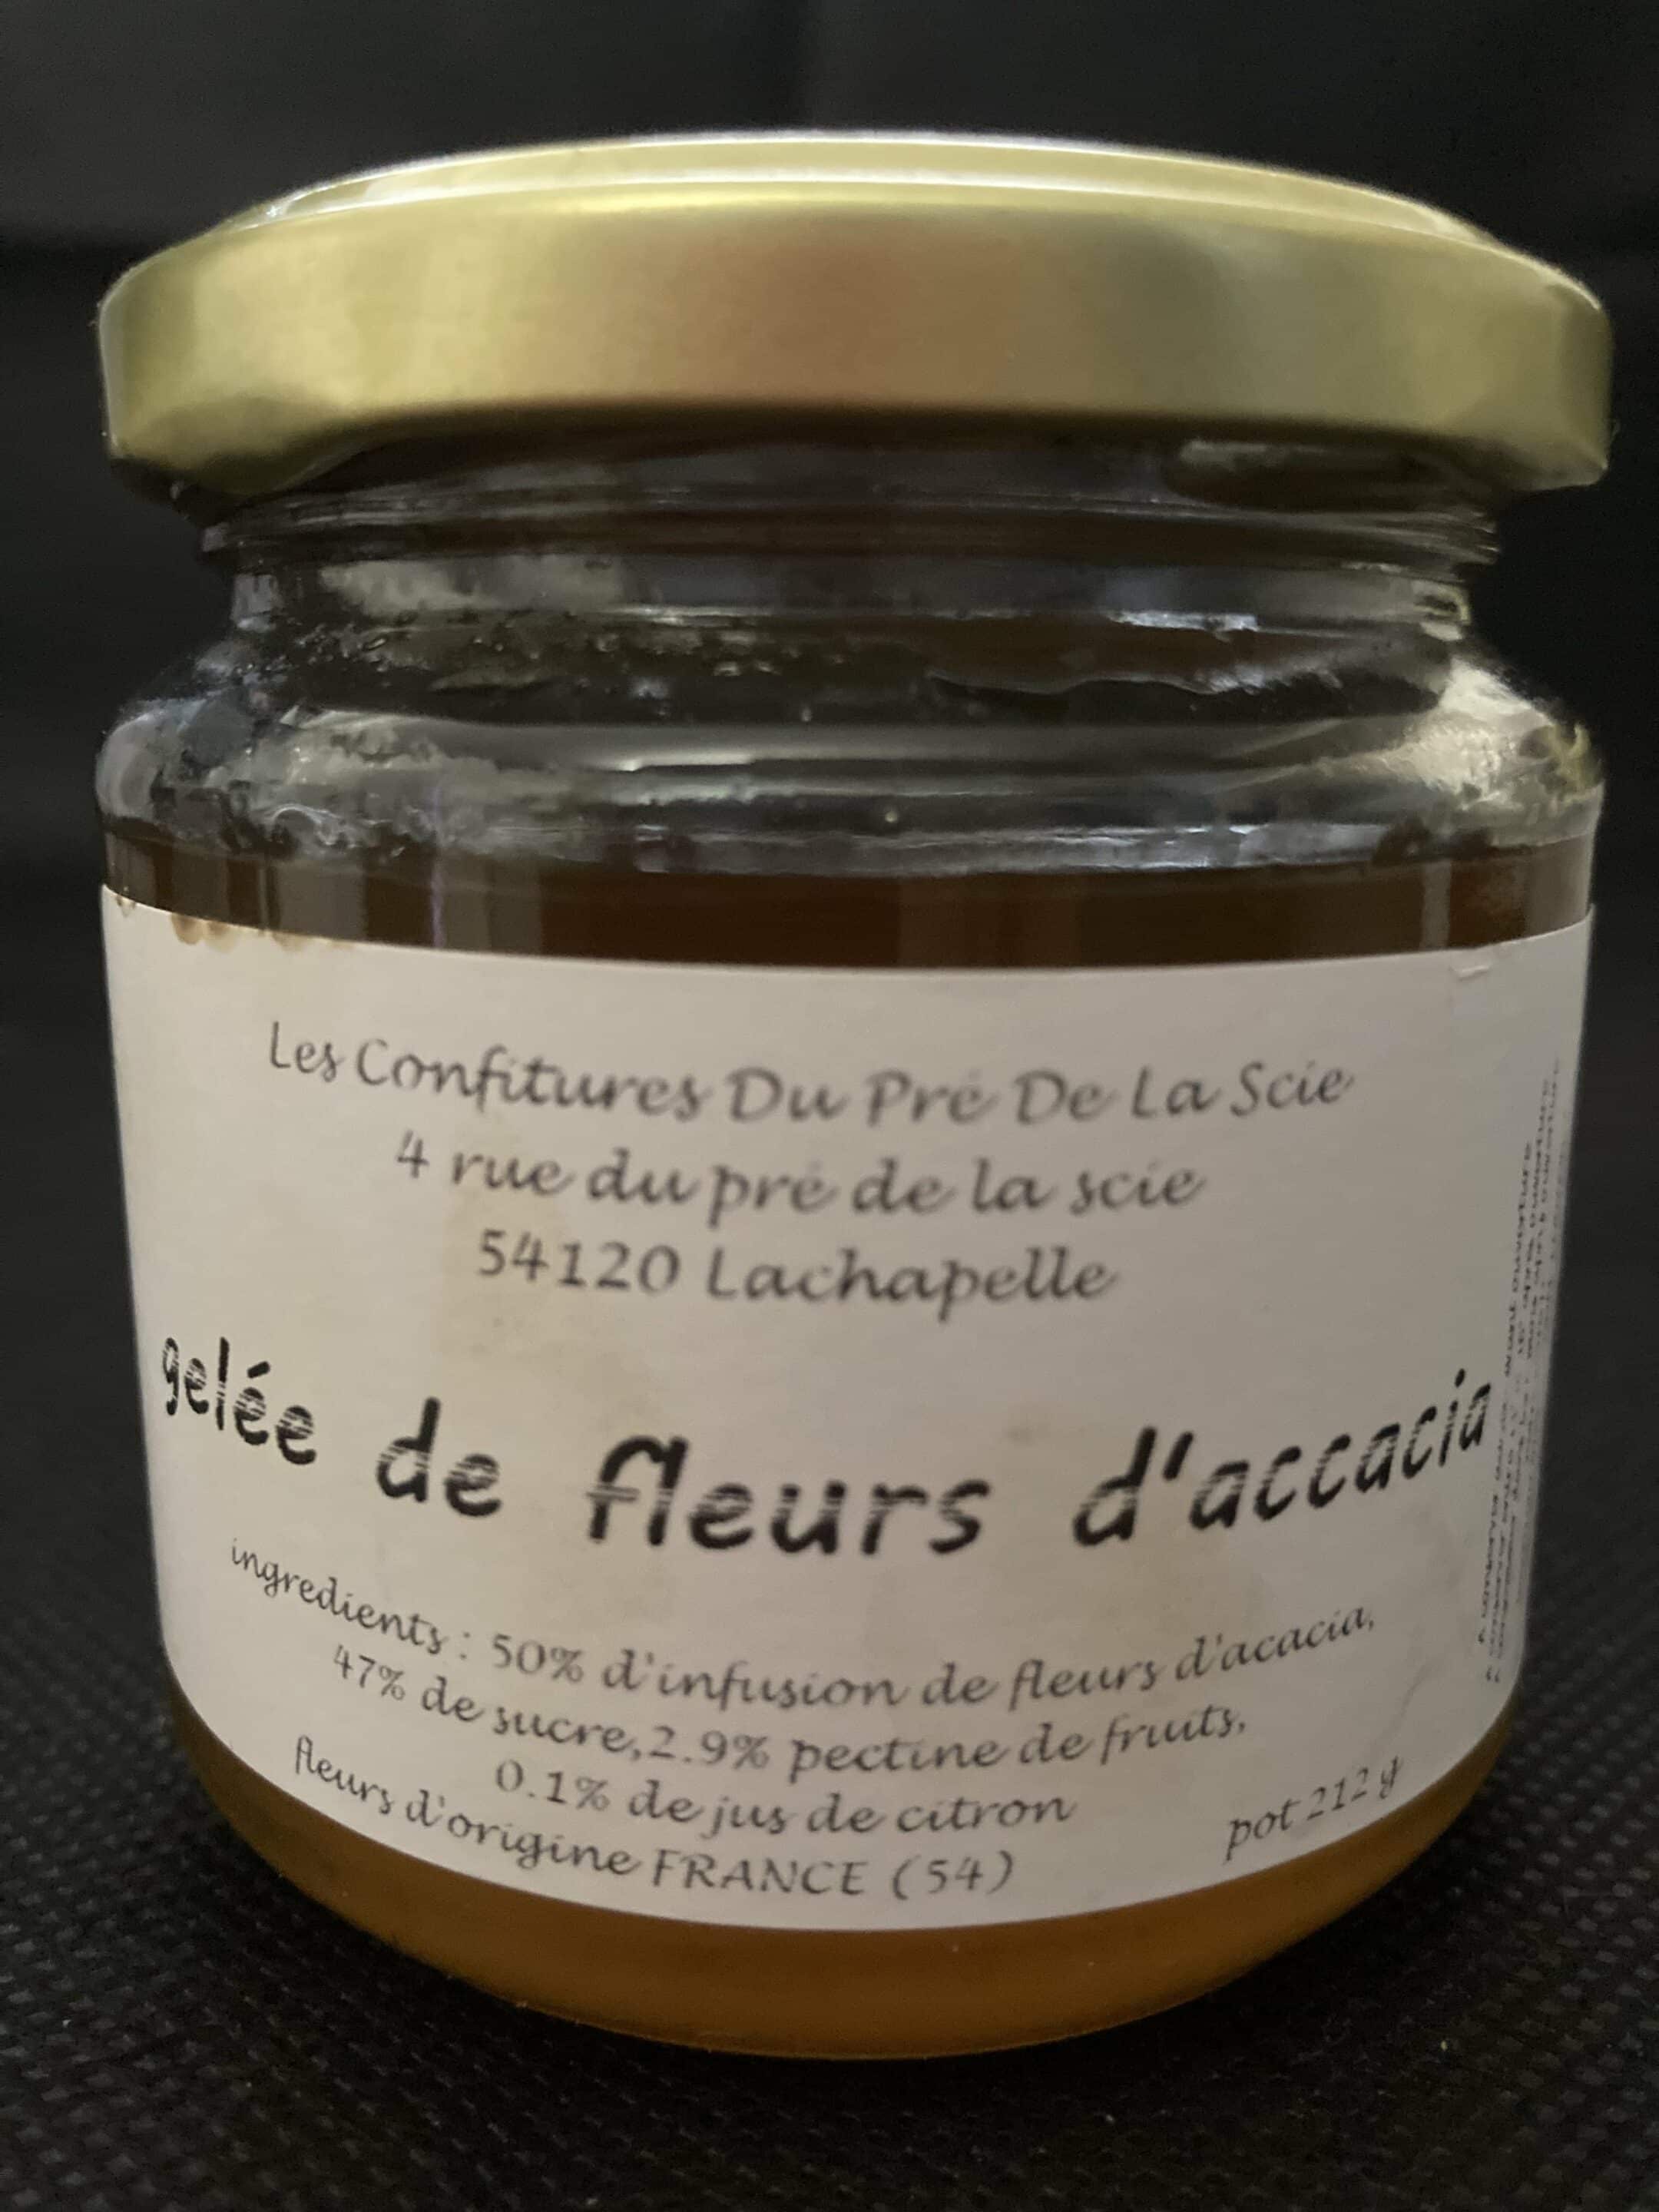 Les Confitures Du Pré De La Scie
4 rue du pré de la scie
54120 Lachapelle
gelée de fleurs d'accacia
ingredients : 50% d'infusion de fleurs d'acacia,
47% de sucre,2.9% pectine de fruits,
0.1% de jus de citron
fleurs d'origine FRANCE (54)
pot 212 g